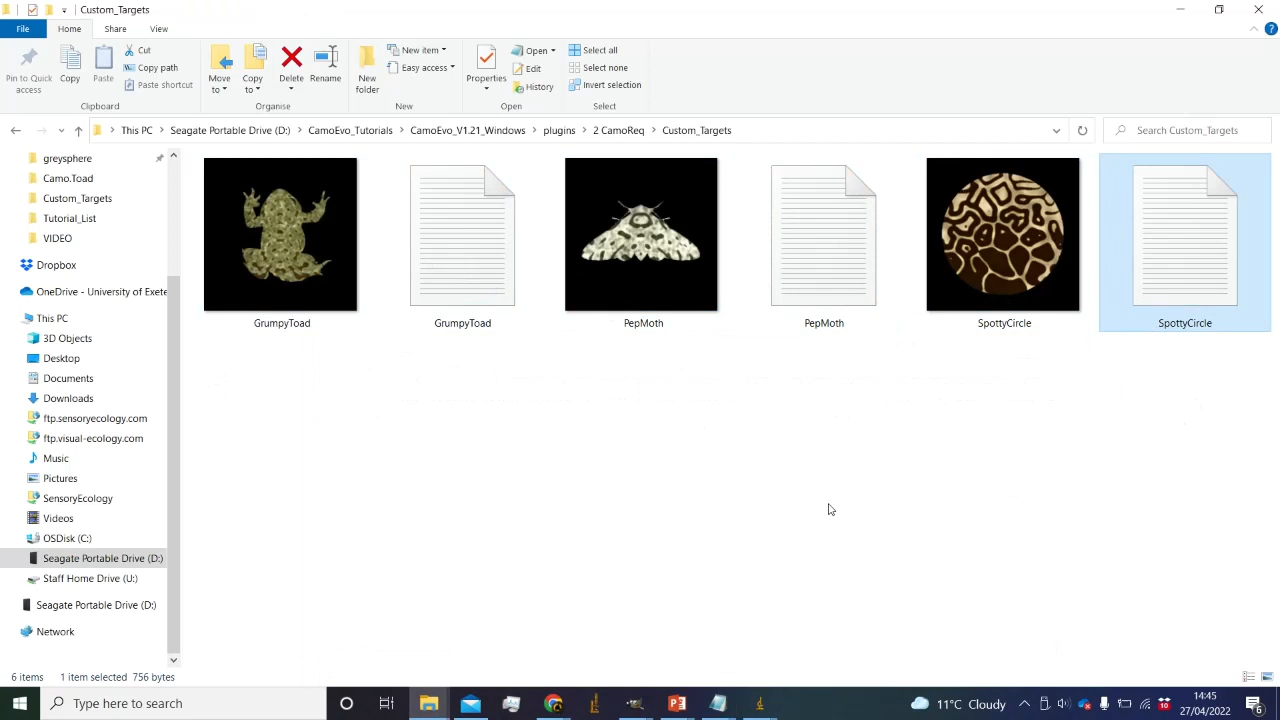 Custom_Targets
File
Home
Share
View
Pin to Quick
access
Copy
Paste
Cut
Copy path
Paste shortcut
Clipboard
Move
to
Copy
to
Delete
Rename
Organise
New
folder
New item
Easy access
New
Properties
Open
Edit
History
Open
Select all
Select none
Invert selection
Select
This PC
Seagate Portable Drive (D:)
CamoEvo_Tutorials
CamoEvo_V1.21_Windows
plugins
2 CamoReq
Custom_Targets
Search Custom_Targets
greysphere
Camo.Toad
Custom_Targets
Tutorial_List
VIDEO
Dropbox
OneDrive - University of Exete
This PC
3D Objects
Desktop
Documents
Downloads
ftp.sensoryecology.com
ftp.visual-ecology.com
Music
Pictures
SensoryEcology
Videos
OSDisk (C:)
Seagate Portable Drive (D:)
Staff Home Drive (U:)
Seagate Portable Drive (D:)
Network
GrumpyToad
GrumpyToad
PepMoth
PepMoth
SpottyCircle
SpottyCircle
6 items
1 item selected
756 bytes
Type here to search
11°C Cloudy
10
14:45
27/04/2022
6